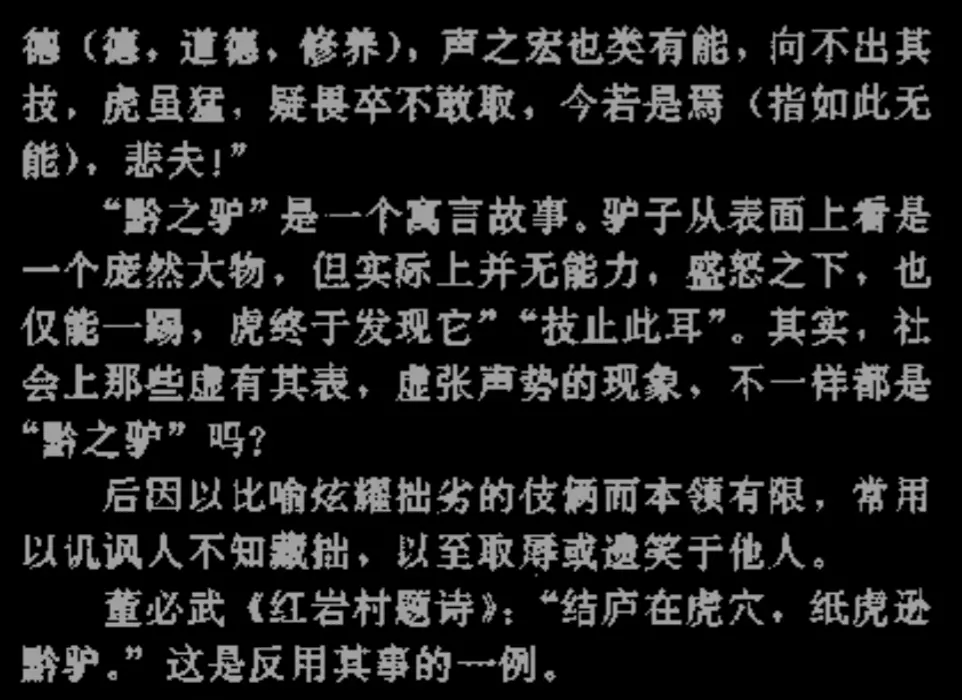 德（德，道德，修养），声之宏也类有能，向不出其
技，虎虽猛，疑畏卒不敢取，今若是焉（指如此无
能），悲夫！”
“黔之驴”是一个寓言故事。驴子从表面上看是
一个庞然大物，但实际上并无能力，盛怒之下，也
仅能一踢，虎终于发现它”“技止此耳”。其实，社
会上那些虚有其表，虚张声势的现象，不一样都是
“黔之驴”吗？
后因以比喻炫耀拙劣的伎俩而本领有限，常用
以讥讽人不知藏拙，以至取辱或遗笑于他人。
董必武《红岩村题诗》：“结庐在虎穴，纸虎逊
黔驴。”这是反用其事的一例。